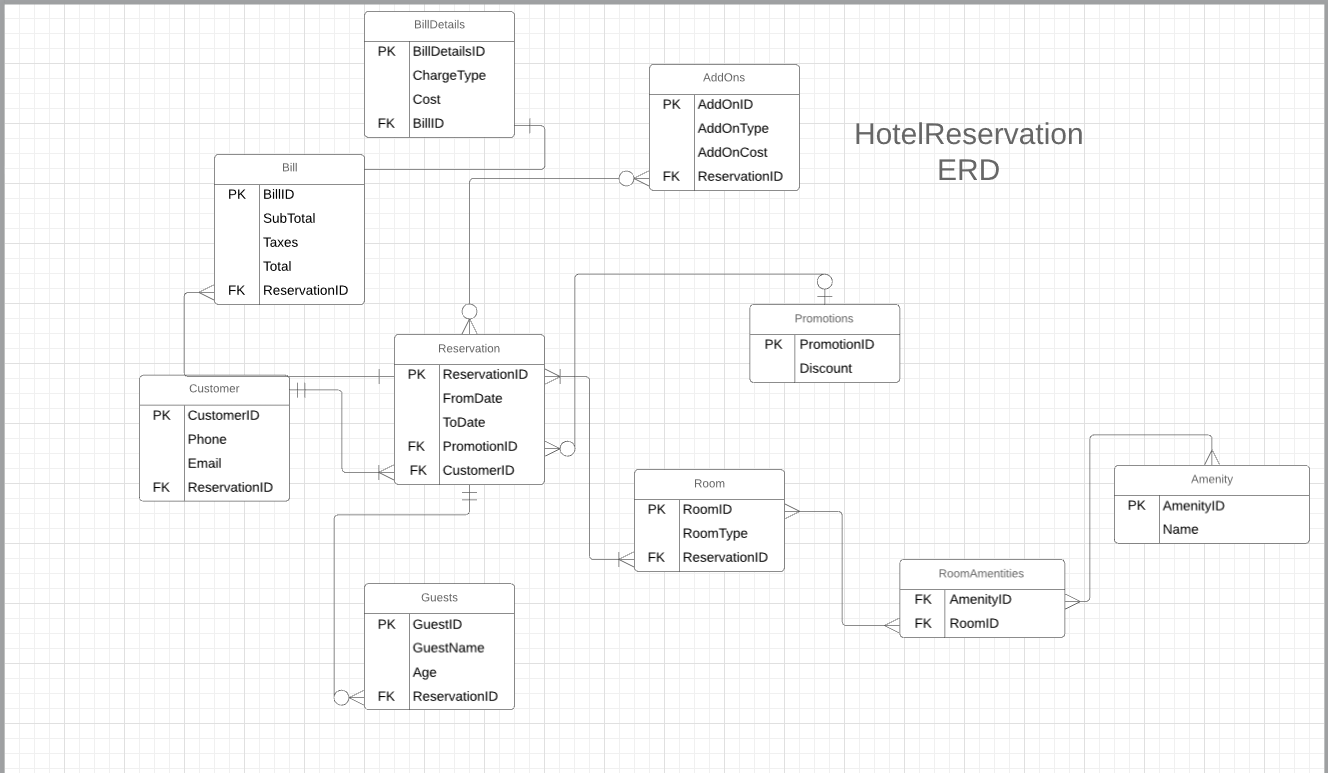 BillDetails
PK BillDetailsID
ChargeType
Cost
FK BillID
AddOns
PK AddOnID
AddOnType
AddOnCost
FK ReservationID
HotelReservation
ERD
Bill
PK BillID
SubTotal
Taxes
Total
FK ReservationID
Promotions
PK PromotionID
Discount
Reservation
PK ReservationID
FromDate
ToDate
FK PromotionID
FK CustomerID
Customer
PK CustomerID
Phone
Email
FK ReservationID
Room
PK RoomID
RoomType
FK ReservationID
Amenity
PK AmenityID
Name
RoomAmentities
FK AmenityID
FK RoomID
Guests
PK GuestID
GuestName
Age
FK ReservationID